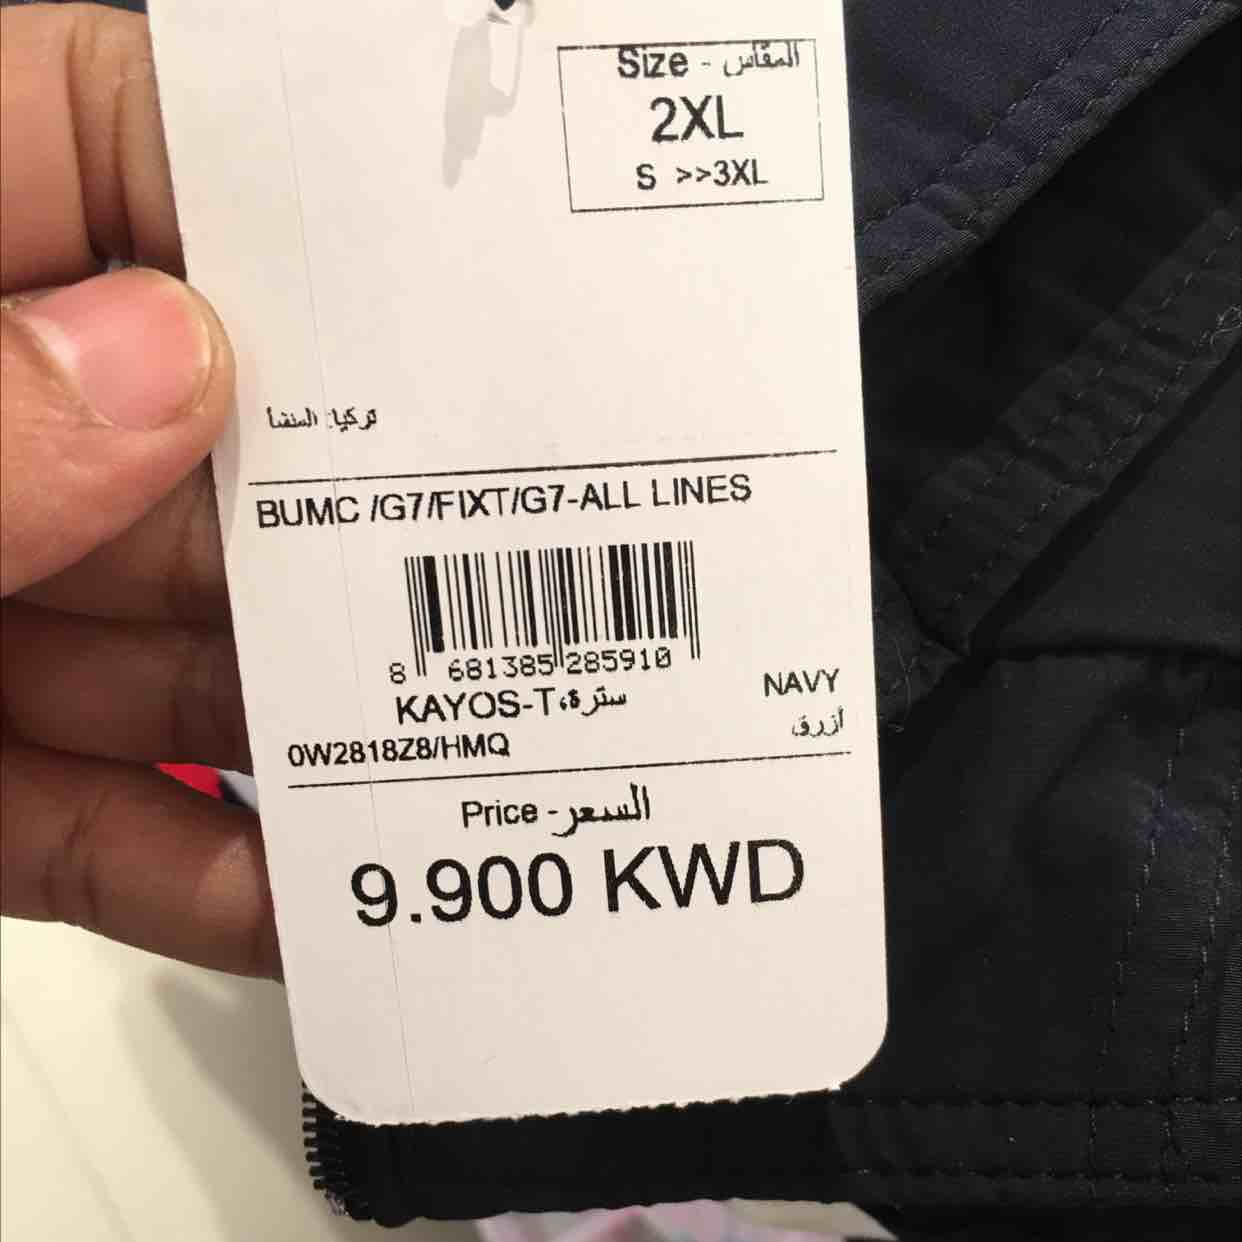 Size - المقاس
2XL
S >>3XL
تركيا: المنشأ
BUMC /G7/FIXT/G7-ALL LINES
8 681385 285910
KAYOS-T،سترة
NAVY
أزرق
0W2818Z8/HMQ
Price - السعر
9.900 KWD